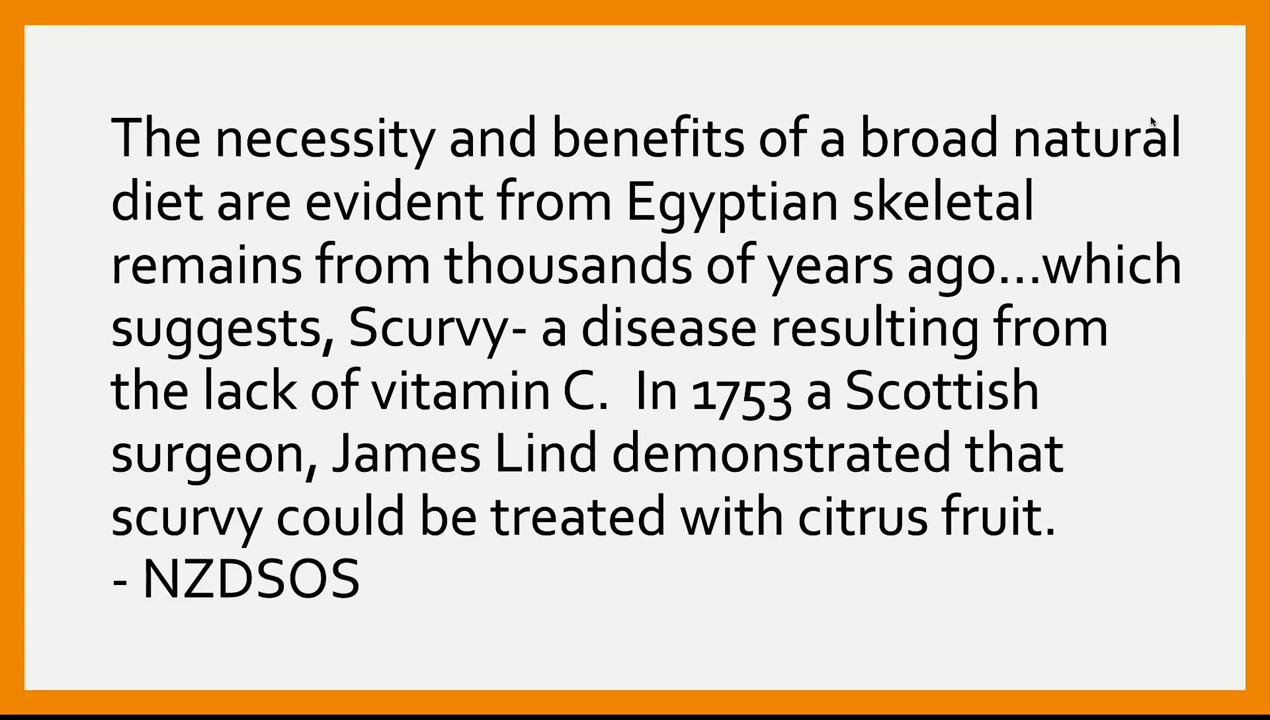 The necessity and benefits of a broad natural
diet are evident from Egyptian skeletal
remains from thousands of years ago...which
suggests, Scurvy- a disease resulting from
the lack of vitamin C.  In 1753 a Scottish
surgeon, James Lind demonstrated that
scurvy could be treated with citrus fruit.
- NZDSOS